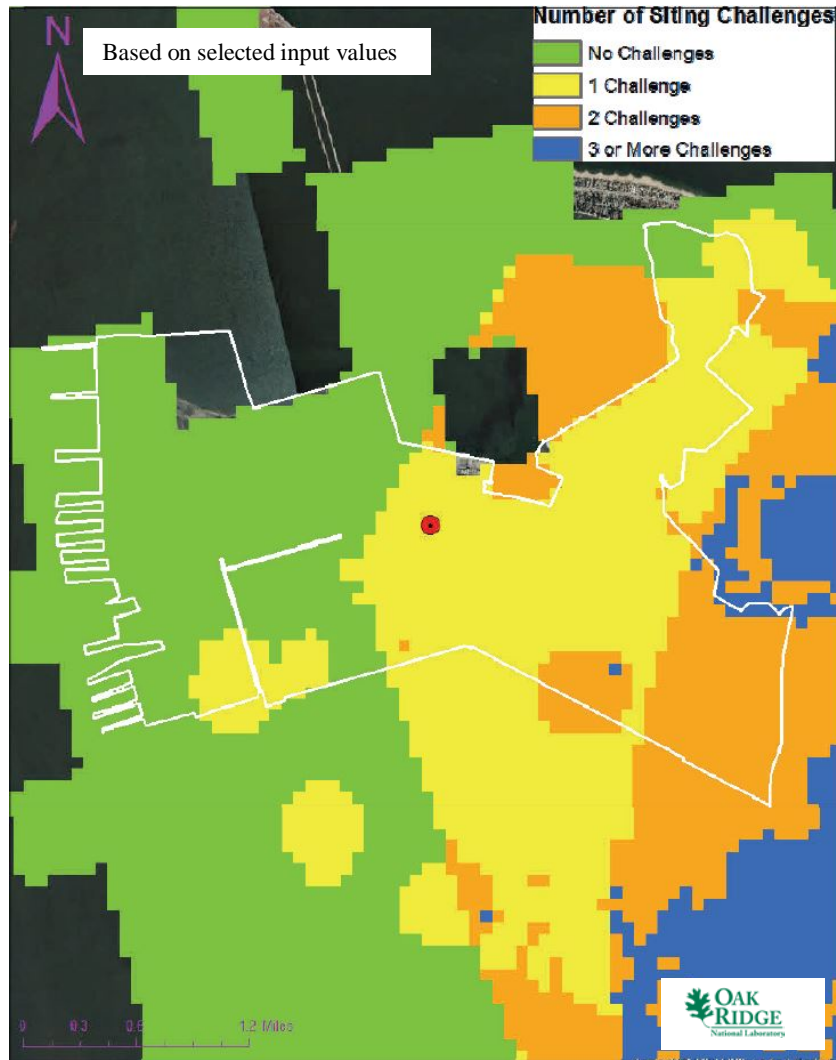 Number of Siting Challenges
N
Based on selected input values
No Challenges
1 Challenge
2 Challenges
3 or More Challenges
0 0.3 0.6 1.2 Miles
OAK
RIDGE
National Laboratory